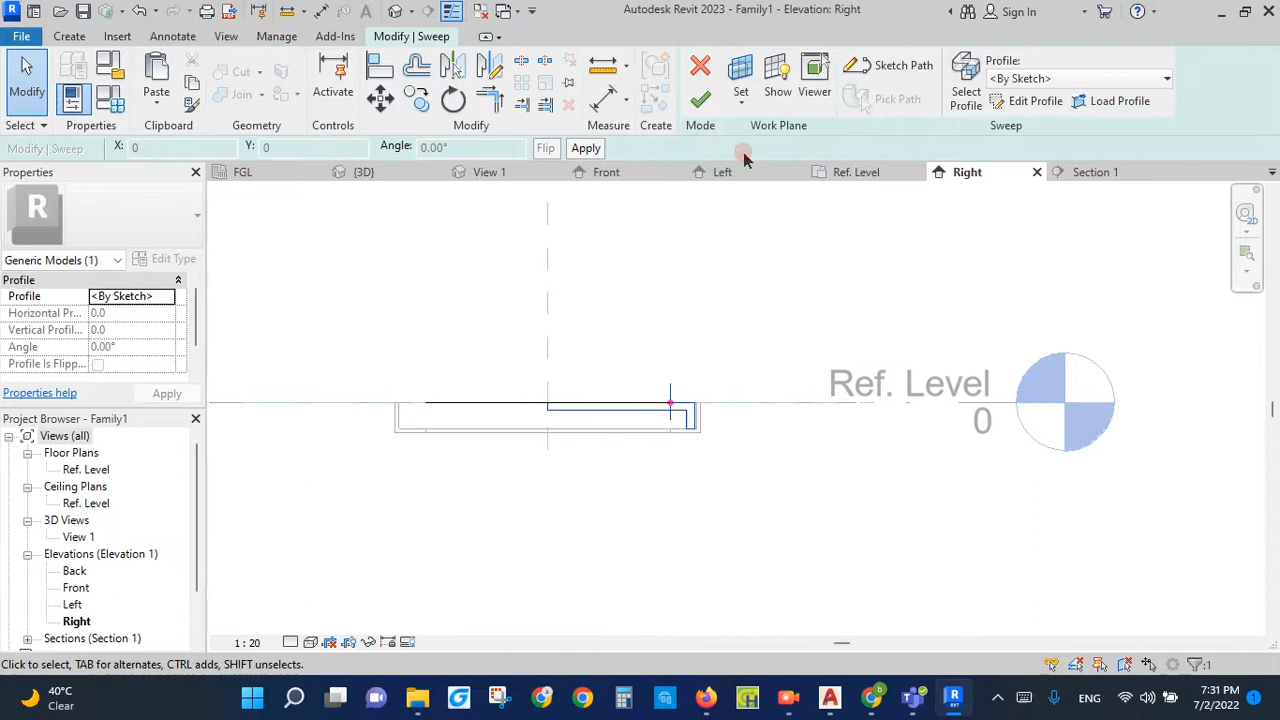 Autodesk Revit 2023 - Family1 - Elevation: Right
Sign In
File
Create
Insert
Annotate
View
Manage
Add-Ins
Modify | Sweep
Modify
Paste
Cut
Join
Activate
Set
Show
Viewer
Sketch Path
Pick Path
Select Profile
Profile:
<By Sketch>
Edit Profile
Load Profile
Select
Properties
Clipboard
Geometry
Controls
Modify
Measure
Create
Mode
Work Plane
Sweep
Modify | Sweep
X: 0
Y: 0
Angle: 0.00°
Flip
Apply
Properties
FGL
{3D}
View 1
Front
Left
Ref. Level
Right
Section 1
R
2D
Generic Models (1)
Edit Type
Profile
Profile <By Sketch>
Horizontal Pr... 0.0
Vertical Profil... 0.0
Angle 0.00°
Profile Is Flipp...
Properties help
Apply
Project Browser - Family1
Views (all)
Floor Plans
Ref. Level
Ceiling Plans
Ref. Level
3D Views
View 1
Elevations (Elevation 1)
Back
Front
Left
Right
Sections (Section 1)
Ref. Level
0
1 : 20
Click to select, TAB for alternates, CTRL adds, SHIFT unselects.
:1
40°C
Clear
ENG
7:31 PM
7/2/2022